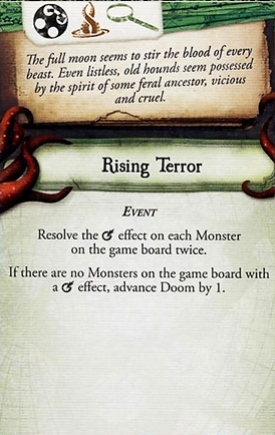 The full moon seems to stir the blood of every
beast. Even listless, old hounds seem possessed
by the spirit of some feral ancestor, vicious
and cruel.
Rising Terror
EVENT
Resolve the effect on each Monster
on the game board twice.
If there are no Monsters on the game board with
a effect, advance Doom by 1.